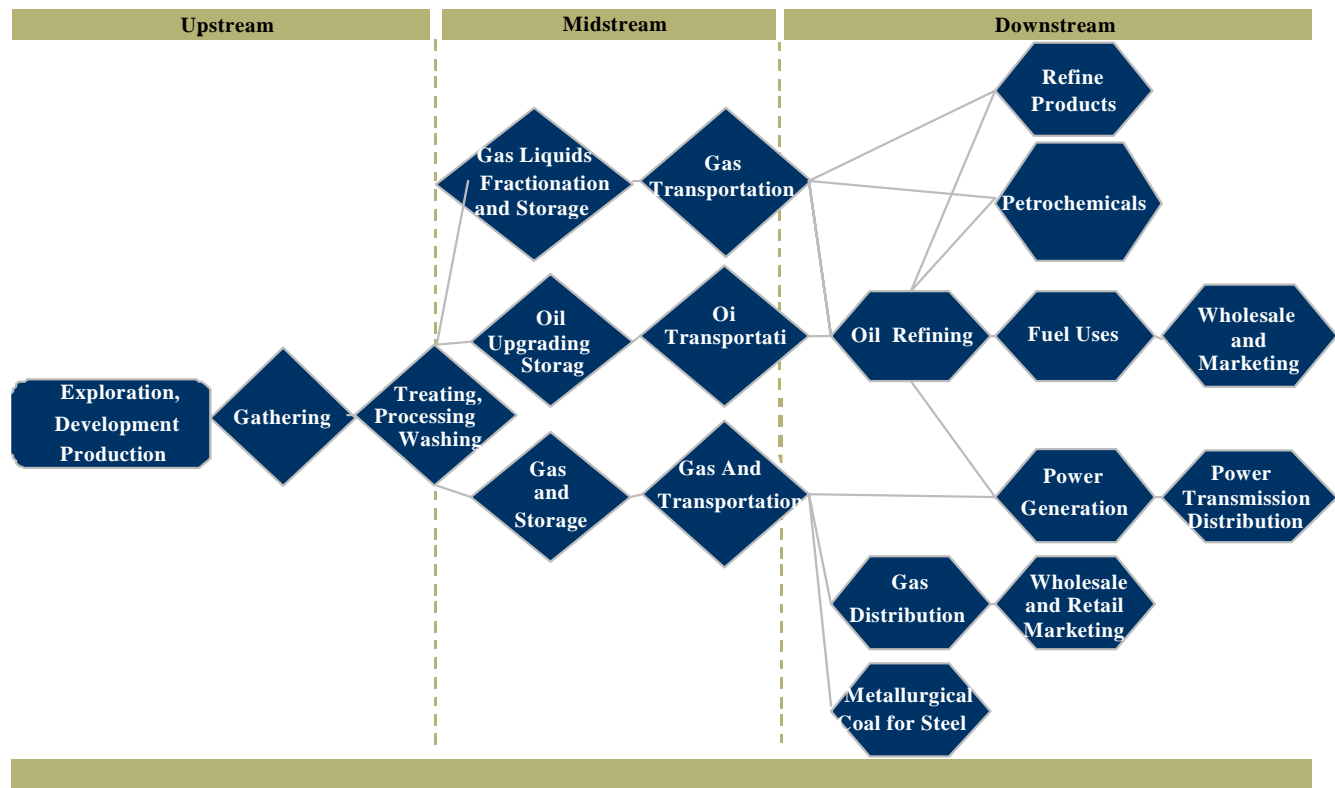 Upstream
Midstream
Downstream
Refine
Products
Gas Liquids
Fractionation
and Storage
Gas
Transportation
Petrochemicals
Oil
Upgrading
Storag
Oi
Transportati
Oil Refining
Fuel Uses
Wholesale
and
Marketing
Exploration,
Development
Production
Gathering
Treating,
Processing
Washing
Gas
and
Storage
Gas And
Transportation
Power
Generation
Power
Transmission
Distribution
Gas
Distribution
Wholesale
and Retail
Marketing
Metallurgical
Coal for Steel